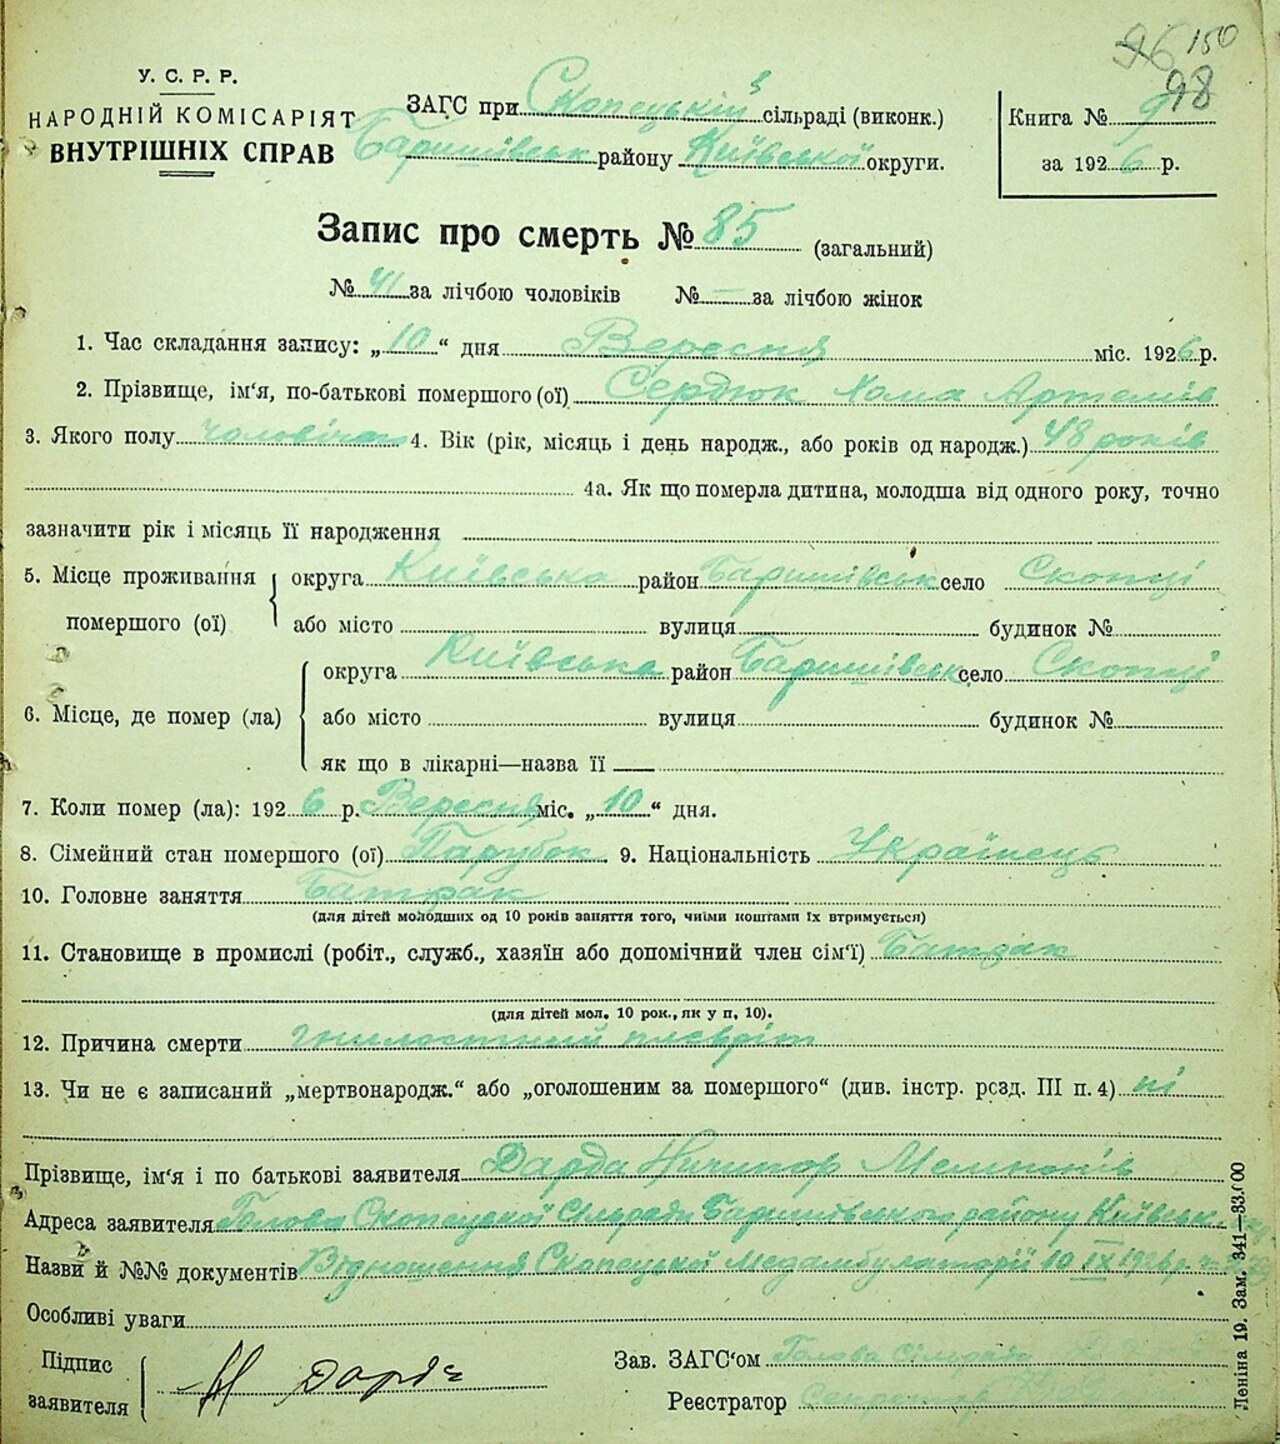 96 150
98
У. С. Р. Р.
НАРОДНІЙ КОМІСАРІЯТ
ВНУТРІШНІХ СПРАВ
ЗАГС при Скопецькій сільраді (виконк.)
Баришівськ району Київської округи.
Книга № 9
за 1926 р.
Запис про смерть № 85 (загальний)
№ 41 за лічбою чоловіків № — за лічбою жінок
1. Час складання запису: „10“ дня Вересня міс. 1926 р.
2. Прізвище, ім‘я, по-батькові помершого (ої) Сердюк Хома Артемів
3. Якого полу чоловічого 4. Вік (рік, місяць і день народж., або років од народж.) 48 років
4а. Як що померла дитина, молодша від одного року, точно
зазначити рік і місяць її народження
5. Місце проживання помершого (ої) округа Київська район Баришівськ село Скопці
або місто вулиця будинок №
6. Місце, де помер (ла) округа Київська район Баришівськ село Скопці
або місто вулиця будинок №
як що в лікарні—назва її —
7. Коли помер (ла): 1926 р. Вересня міс. „10“ дня.
8. Сімейний стан помершого (ої) Парубок 9. Національність Українець
10. Головне заняття Батрак
(для дітей молодших од 10 років заняття того, чиїми коштами їх втримується)
11. Становище в промислі (робіт., служб., хазяїн або допомічний член сім‘ї) Батрак
(для дітей мол. 10 рок., як у п. 10).
12. Причина смерти гнилостний плевріт
13. Чи не є записаний „мертвонародж.“ або „оголошеним за помершого“ (див. інстр. розд. III п. 4) ні
Прізвище, ім‘я і по батькові заявителя Дарда Ничипор Мемнонів
Адреса заявителя Голова Скопецької Сільради Баришівського району Київськ.
Назви й №№ документів Відношення Скопецької Медамбулаторії 10 IX 1926 р.
Особливі уваги
Підпис заявителя Н Дарда
Зав. ЗАГС‘ом Голова Сільради
Реєстратор Секретар
Леніна 19. Зам. 341—33.000